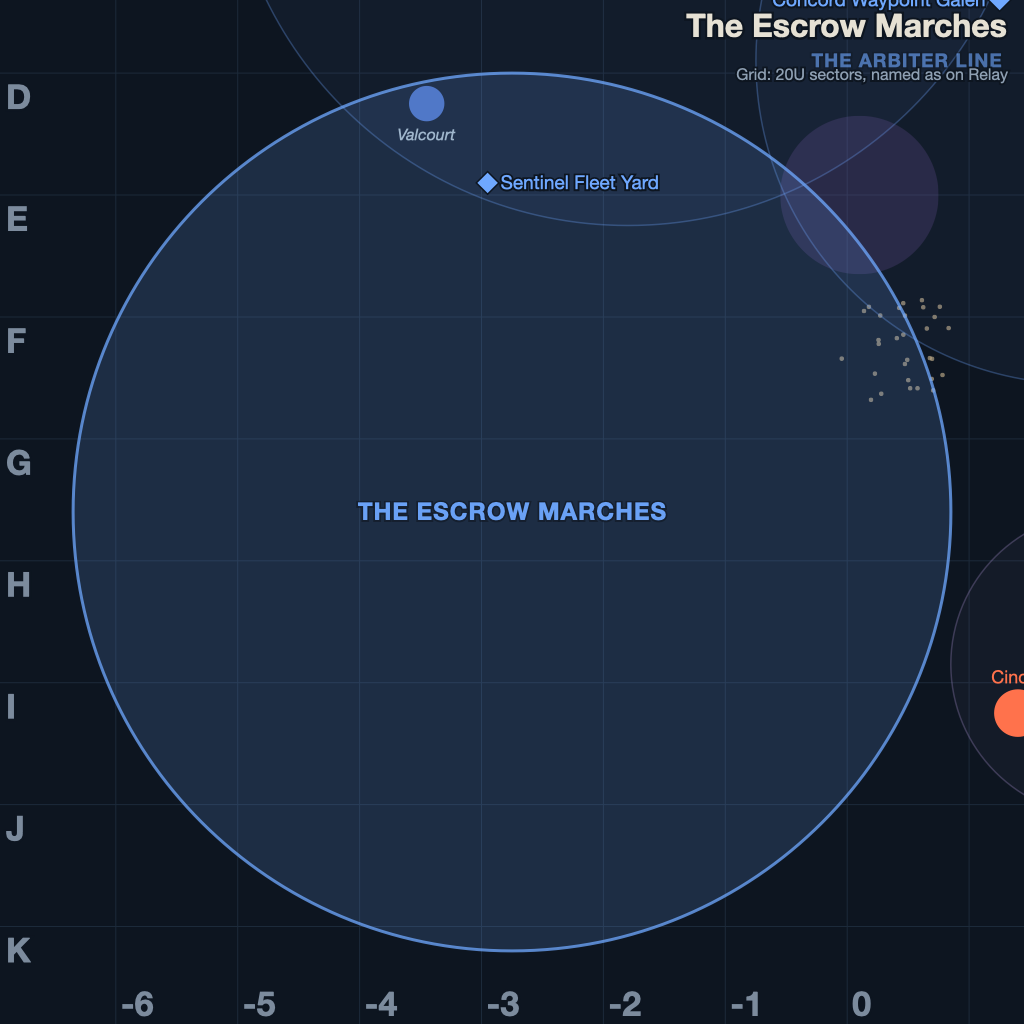 Concord Waypoint Galen
The Escrow Marches
THE ARBITER LINE
Grid: 20U sectors, named as on Relay
D
Valcourt
Sentinel Fleet Yard
E
F
G
THE ESCROW MARCHES
H
Cinc
I
J
K
-6 -5 -4 -3 -2 -1 0